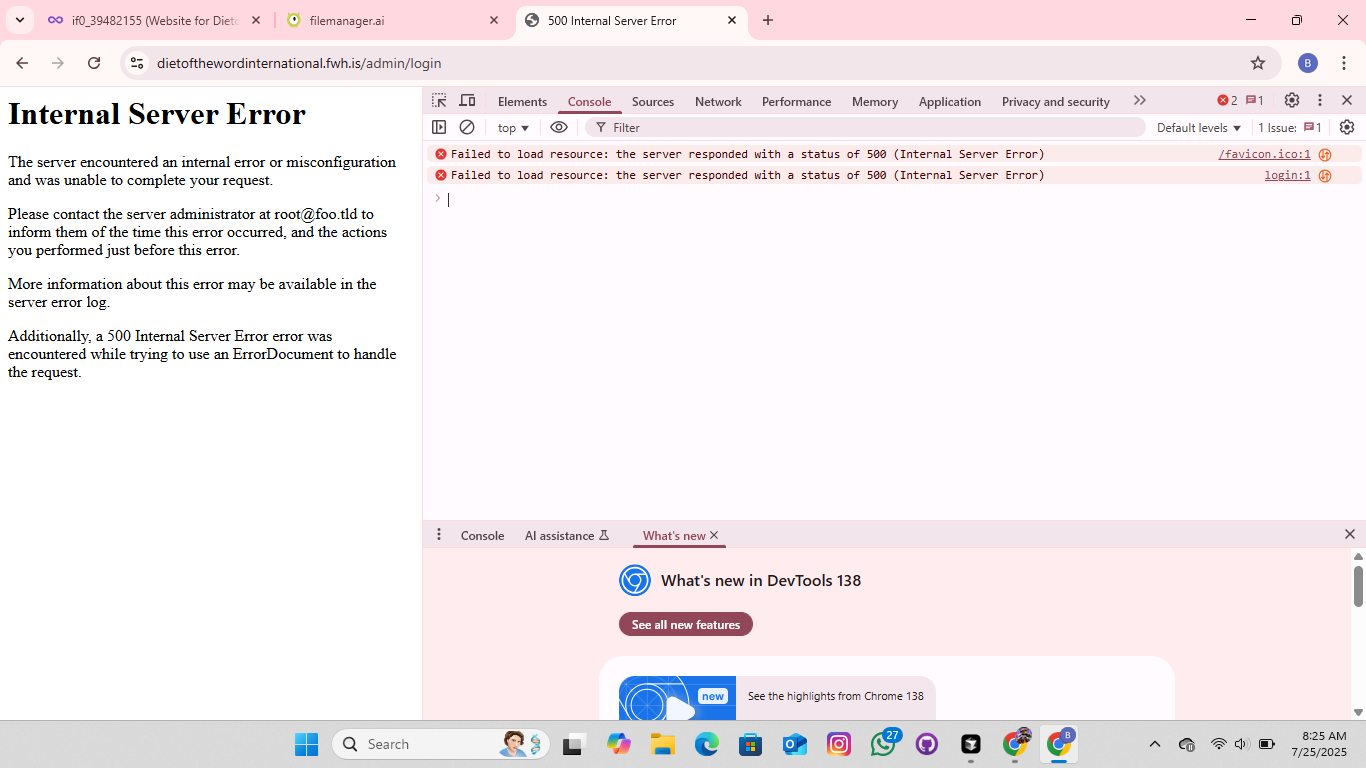 if0_39482155 (Website for Dieto
filemanager.ai
500 Internal Server Error
dietofthewordinternational.fwh.is/admin/login
B
Internal Server Error
The server encountered an internal error or misconfiguration
and was unable to complete your request.
Please contact the server administrator at root@foo.tld to
inform them of the time this error occurred, and the actions
you performed just before this error.
More information about this error may be available in the
server error log.
Additionally, a 500 Internal Server Error error was
encountered while trying to use an ErrorDocument to handle
the request.
Elements Console Sources Network Performance Memory Application Privacy and security 2 1
top Filter Default levels 1 Issue: 1
Failed to load resource: the server responded with a status of 500 (Internal Server Error) /favicon.ico:1
Failed to load resource: the server responded with a status of 500 (Internal Server Error) login:1
Console AI assistance What's new
What's new in DevTools 138
See all new features
new
See the highlights from Chrome 138
Search
27
B
8:25 AM
7/25/2025